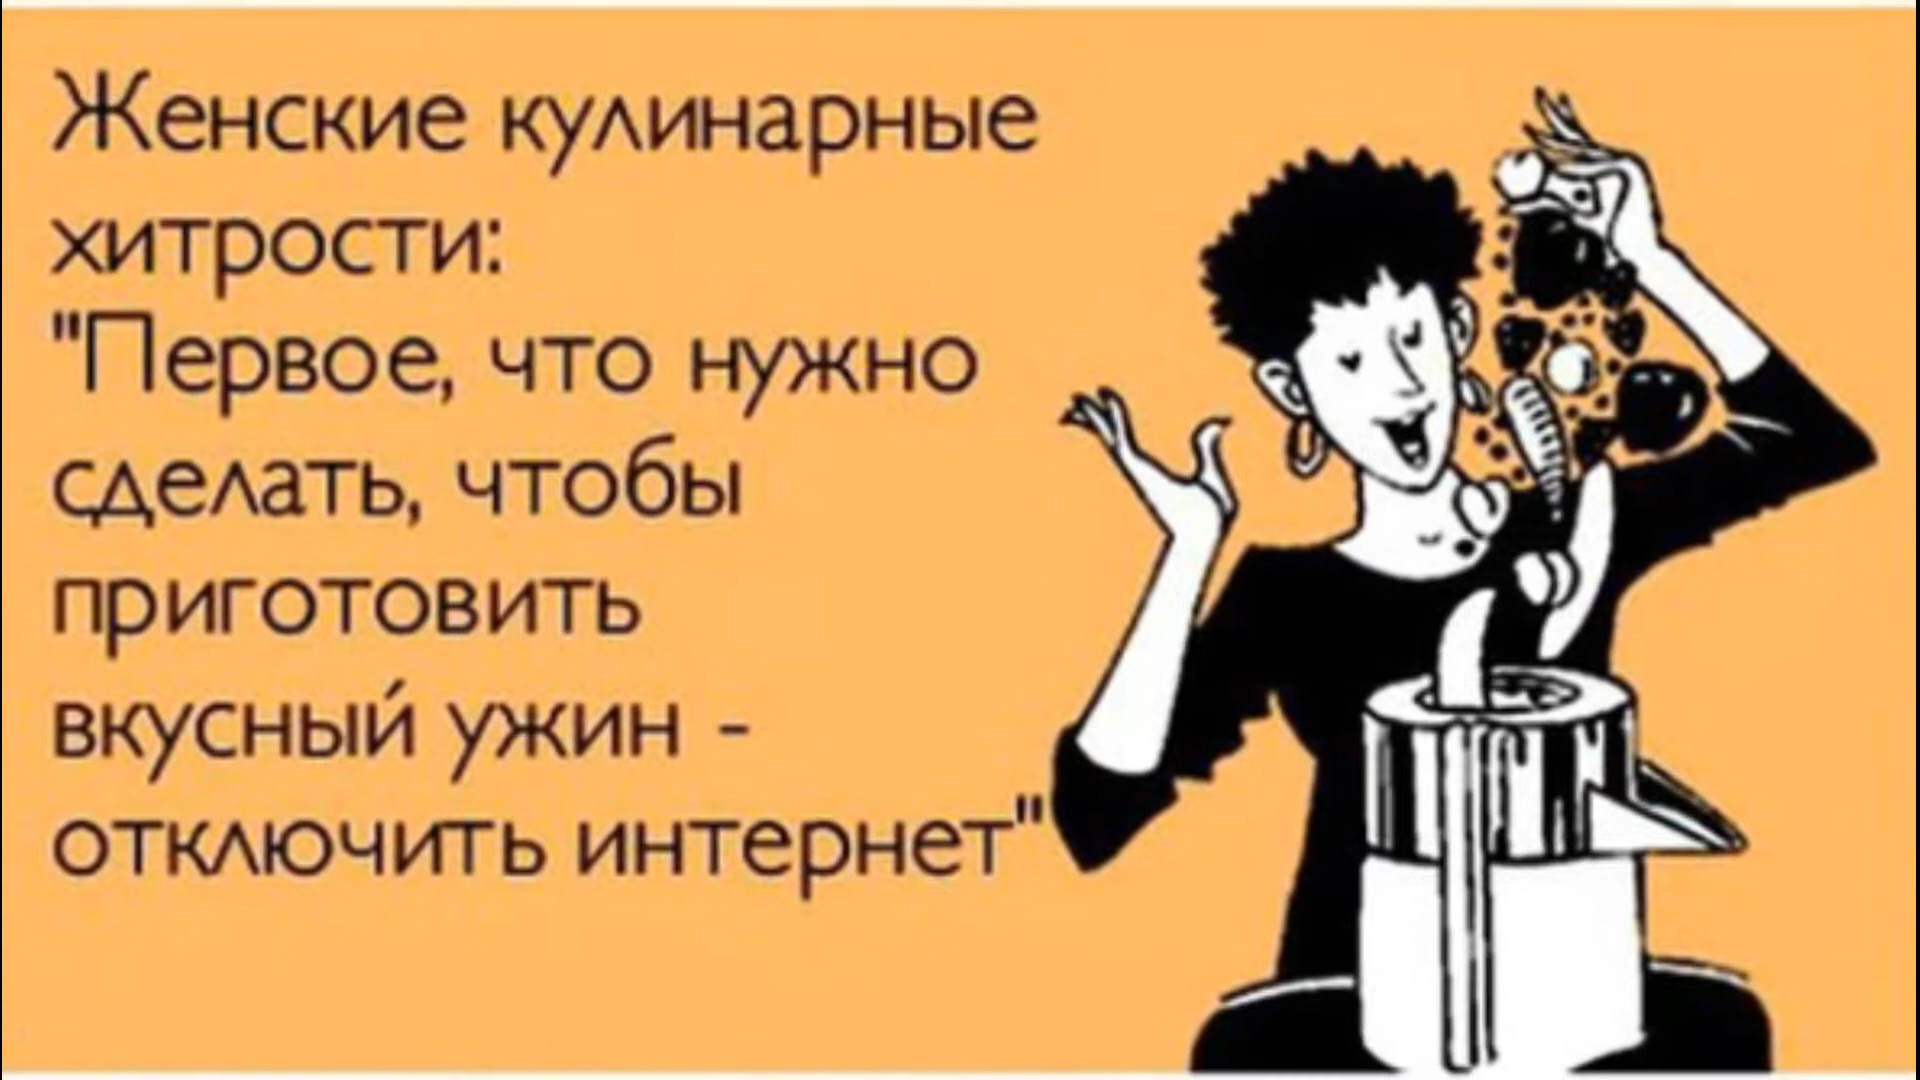 Женские кулинарные
хитрости:
"Первое, что нужно
сделать, чтобы
приготовить
вкусный ужин -
отключить интернет"